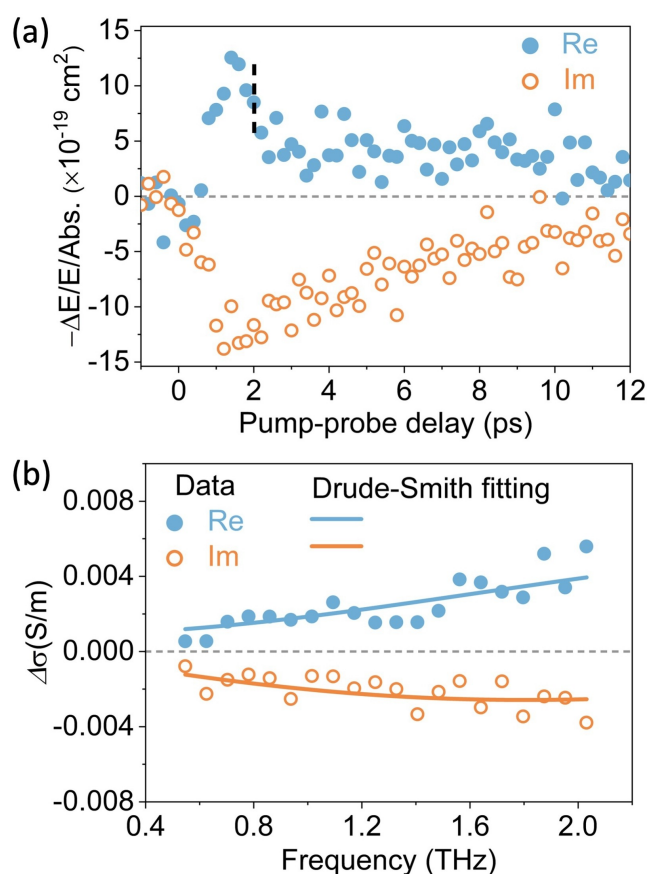 (a)
15
10
5
0
-5
-10
-15
−ΔE/E/Abs. (×10⁻¹⁹ cm²)
Re
Im
0 2 4 6 8 10 12
Pump-probe delay (ps)
(b)
0.008
0.004
0.000
-0.004
-0.008
Δσ(S/m)
Data Drude-Smith fitting
Re
Im
0.4 0.8 1.2 1.6 2.0
Frequency (THz)